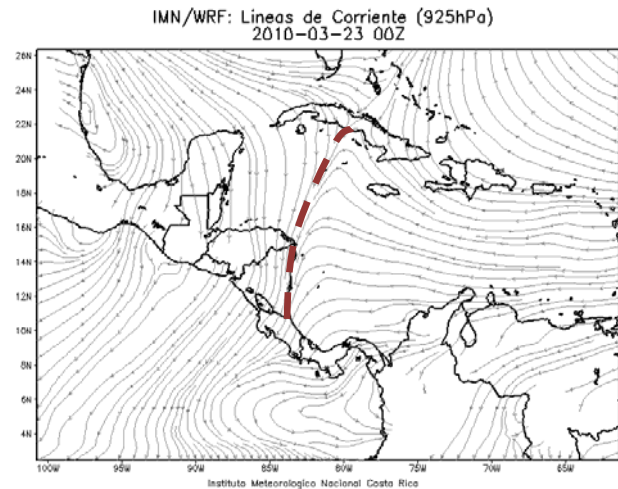 IMN/WRF: Lineas de Corriente (925hPa)
2010-03-23 00Z
26N
24N
22N
20N
18N
16N
14N
12N
10N
8N
6N
4N
100W 95W 90W 85W 80W 75W 70W 65W
Instituto Meteorologico Nacional Costa Rica